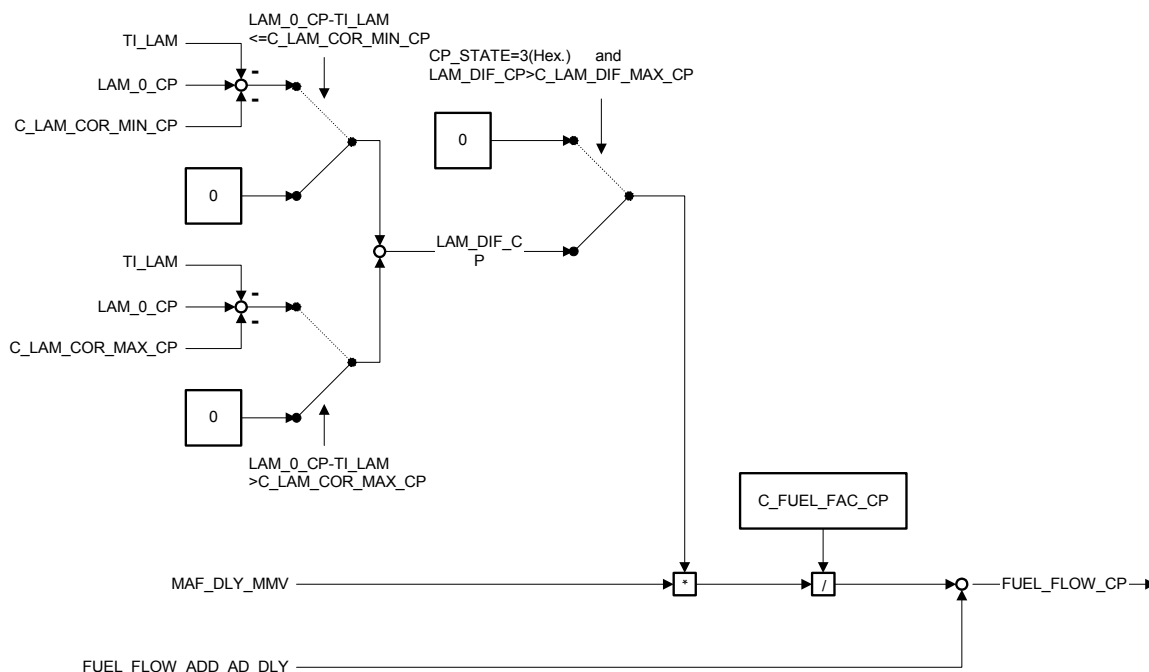 LAM_0_CP-TI_LAM
<=C_LAM_COR_MIN_CP
TI_LAM
-
LAM_0_CP
-
C_LAM_COR_MIN_CP
0
CP_STATE=3(Hex.) and
LAM_DIF_CP>C_LAM_DIF_MAX_CP
0
LAM_DIF_C
P
TI_LAM
-
LAM_0_CP
-
C_LAM_COR_MAX_CP
0
LAM_0_CP-TI_LAM
>C_LAM_COR_MAX_CP
C_FUEL_FAC_CP
MAF_DLY_MMV
*
/
FUEL_FLOW_CP
FUEL_FLOW_ADD_AD_DLY